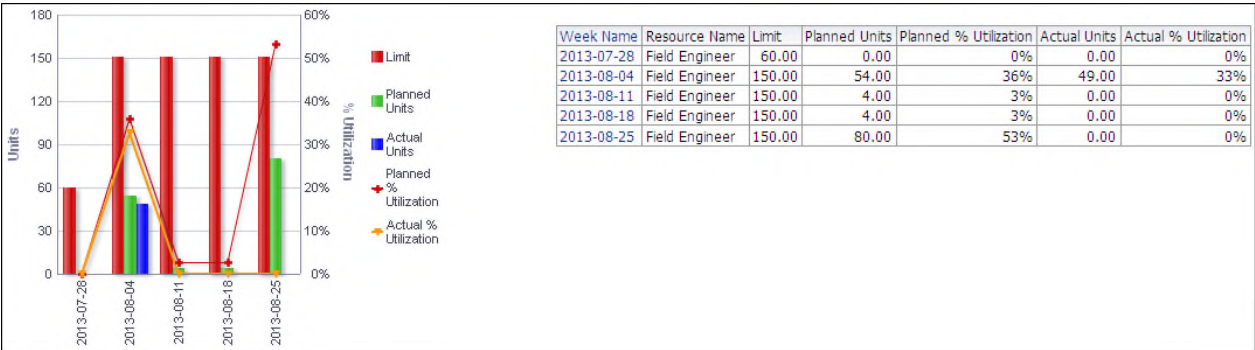 180
150
120
90
60
30
0
Units
60%
50%
40%
30%
20%
10%
0%
% Utilization
2013-07-28
2013-08-04
2013-08-11
2013-08-18
2013-08-25
Limit
Planned
Units
Actual
Units
Planned
%
Utilization
Actual %
Utilization
Week Name Resource Name Limit Planned Units Planned % Utilization Actual Units Actual % Utilization
2013-07-28 Field Engineer 60.00 0.00 0% 0.00 0%
2013-08-04 Field Engineer 150.00 54.00 36% 49.00 33%
2013-08-11 Field Engineer 150.00 4.00 3% 0.00 0%
2013-08-18 Field Engineer 150.00 4.00 3% 0.00 0%
2013-08-25 Field Engineer 150.00 80.00 53% 0.00 0%